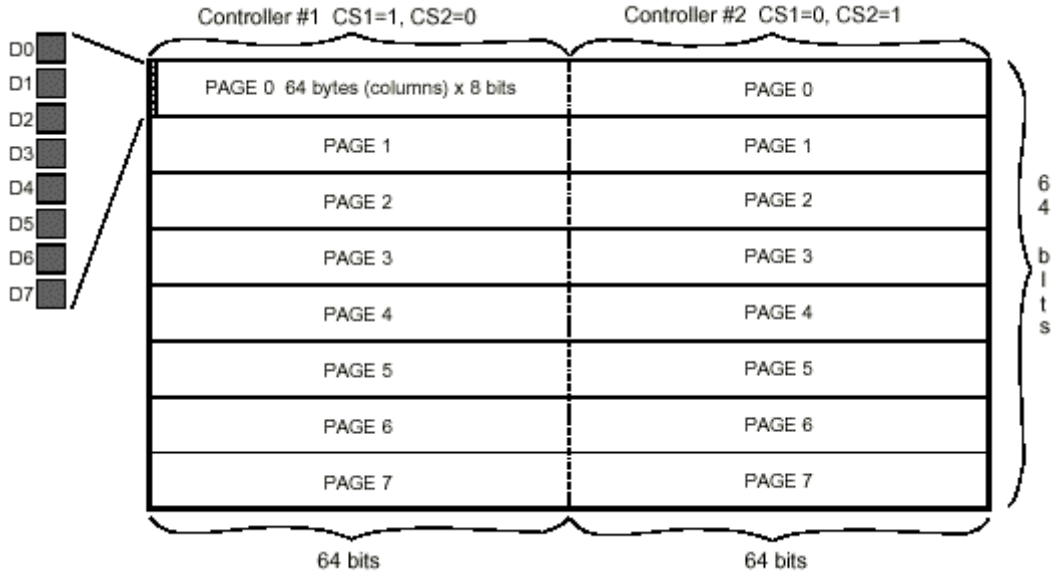 Controller #1 CS1=1, CS2=0
Controller #2 CS1=0, CS2=1
D0
D1
D2
D3
D4
D5
D6
D7
PAGE 0 64 bytes (columns) x 8 bits
PAGE 0
PAGE 1
PAGE 1
PAGE 2
PAGE 2
PAGE 3
PAGE 3
PAGE 4
PAGE 4
PAGE 5
PAGE 5
PAGE 6
PAGE 6
PAGE 7
PAGE 7
64 bits
64 bits
64 bits